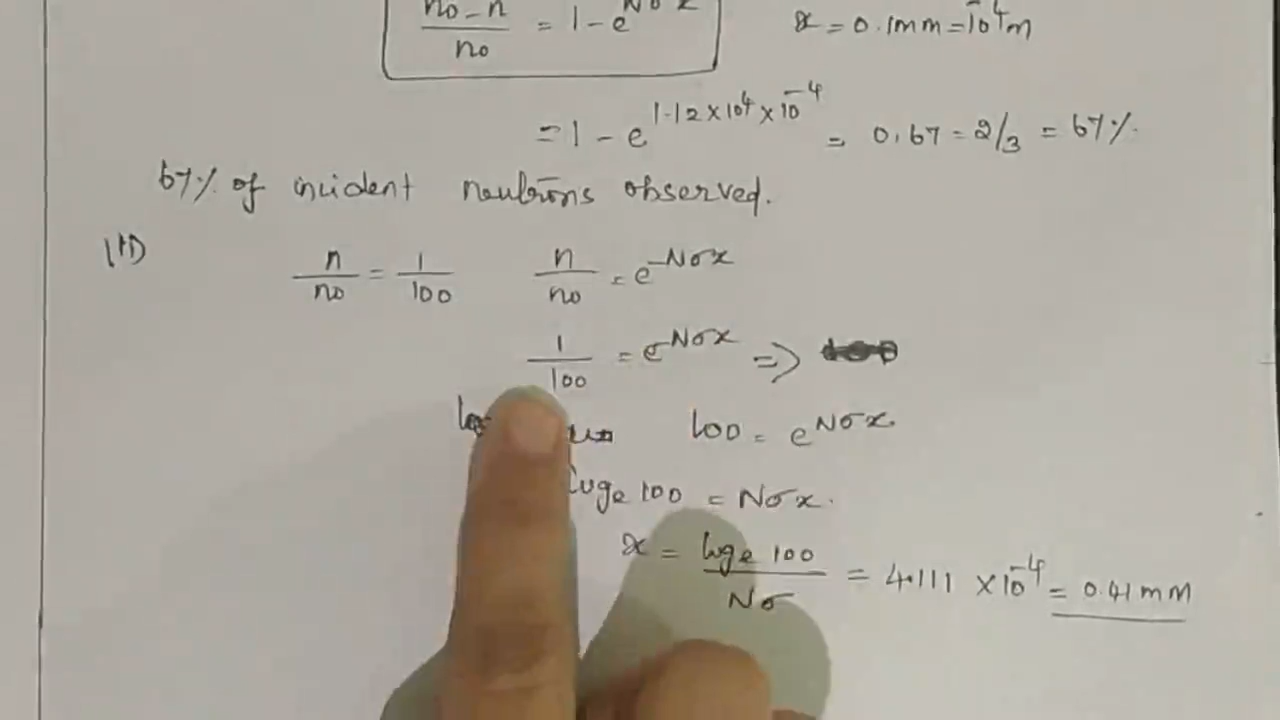 n₀ - n / n₀ = 1 - e^Nσx
x = 0.1mm = 10⁻⁴m
= 1 - e^1.12×10⁴×10⁻⁴ = 0.67 = 2/3 = 67%.
67% of incident neutrons observed.
n / n₀ = 1 / 100 n / n₀ = e^-Nσx
1 / 100 = e^-Nσx =>
100 = e^Nσx.
loge 100 = Nσx.
x = loge 100 / Nσ = 4.111 ×10⁻⁴ = 0.41 mm